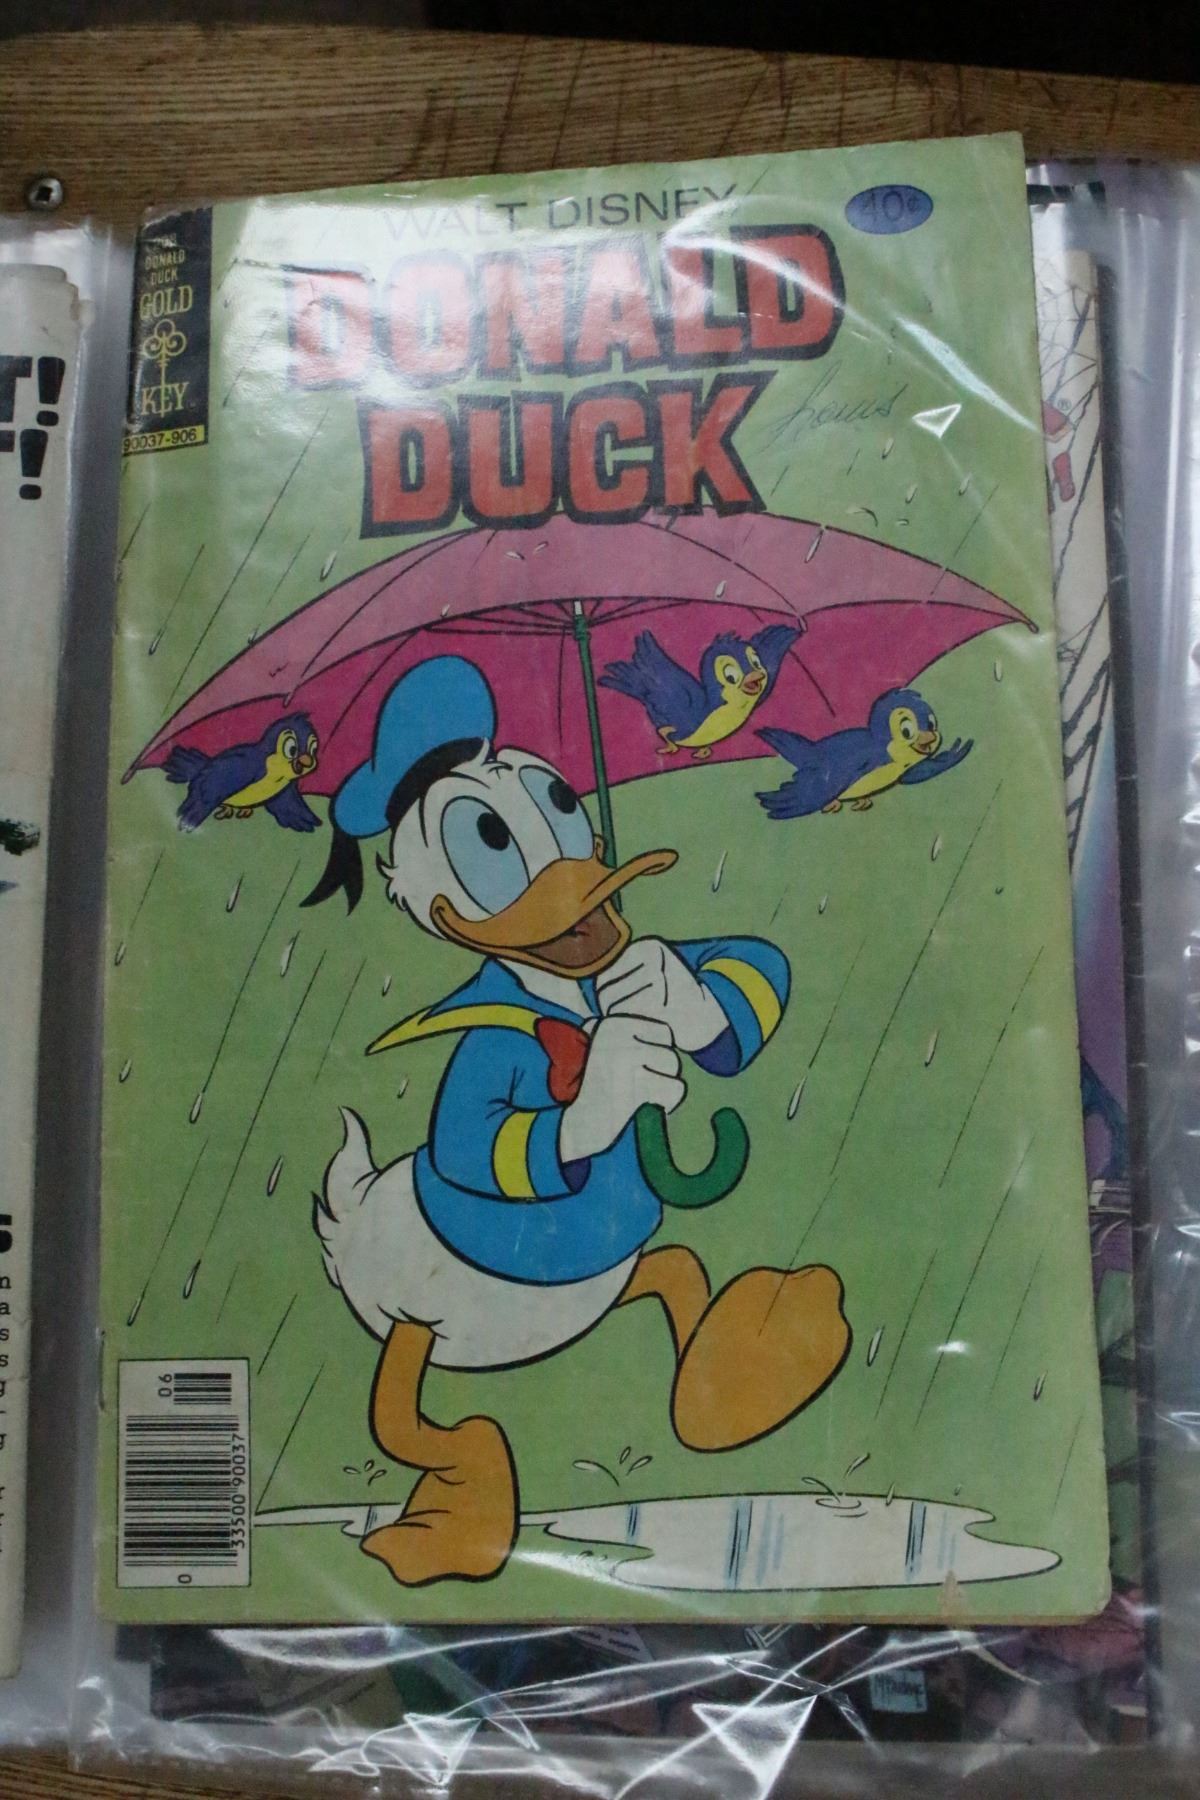 WALT DISNEY
40¢
DONALD
DUCK
DONALD
DUCK
GOLD
KEY
90037-906
T!
!
®
06
33500 90037
0
s
m
a
s
s
g
-
g